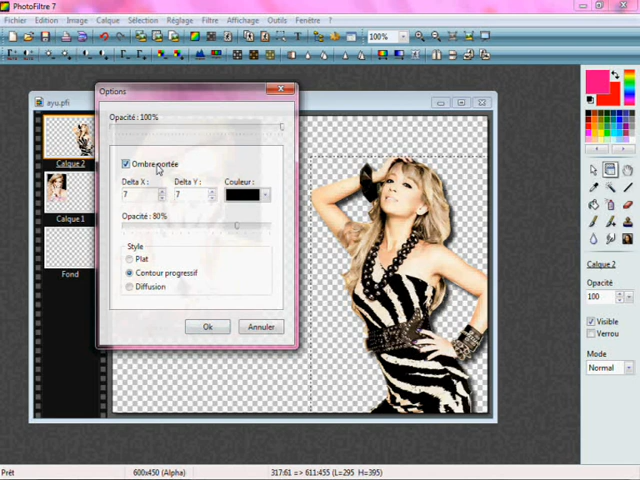 PhotoFiltre 7
Fichier Edition Image Calque Sélection Réglage Filtre Affichage Outils Fenêtre ?
100%
ayu.pfi
Calque 2
Calque 1
Fond
Options
Opacité : 100%
Ombre portée
Delta X : Delta Y : Couleur :
7 7
Opacité : 80%
Style
Plat
Contour progressif
Diffusion
Ok Annuler
Calque 2
Opacité
100
Visible
Verrou
Mode
Normal
Prêt 600x450 (Alpha) 317:61 => 611:455 (L=295 H=395)